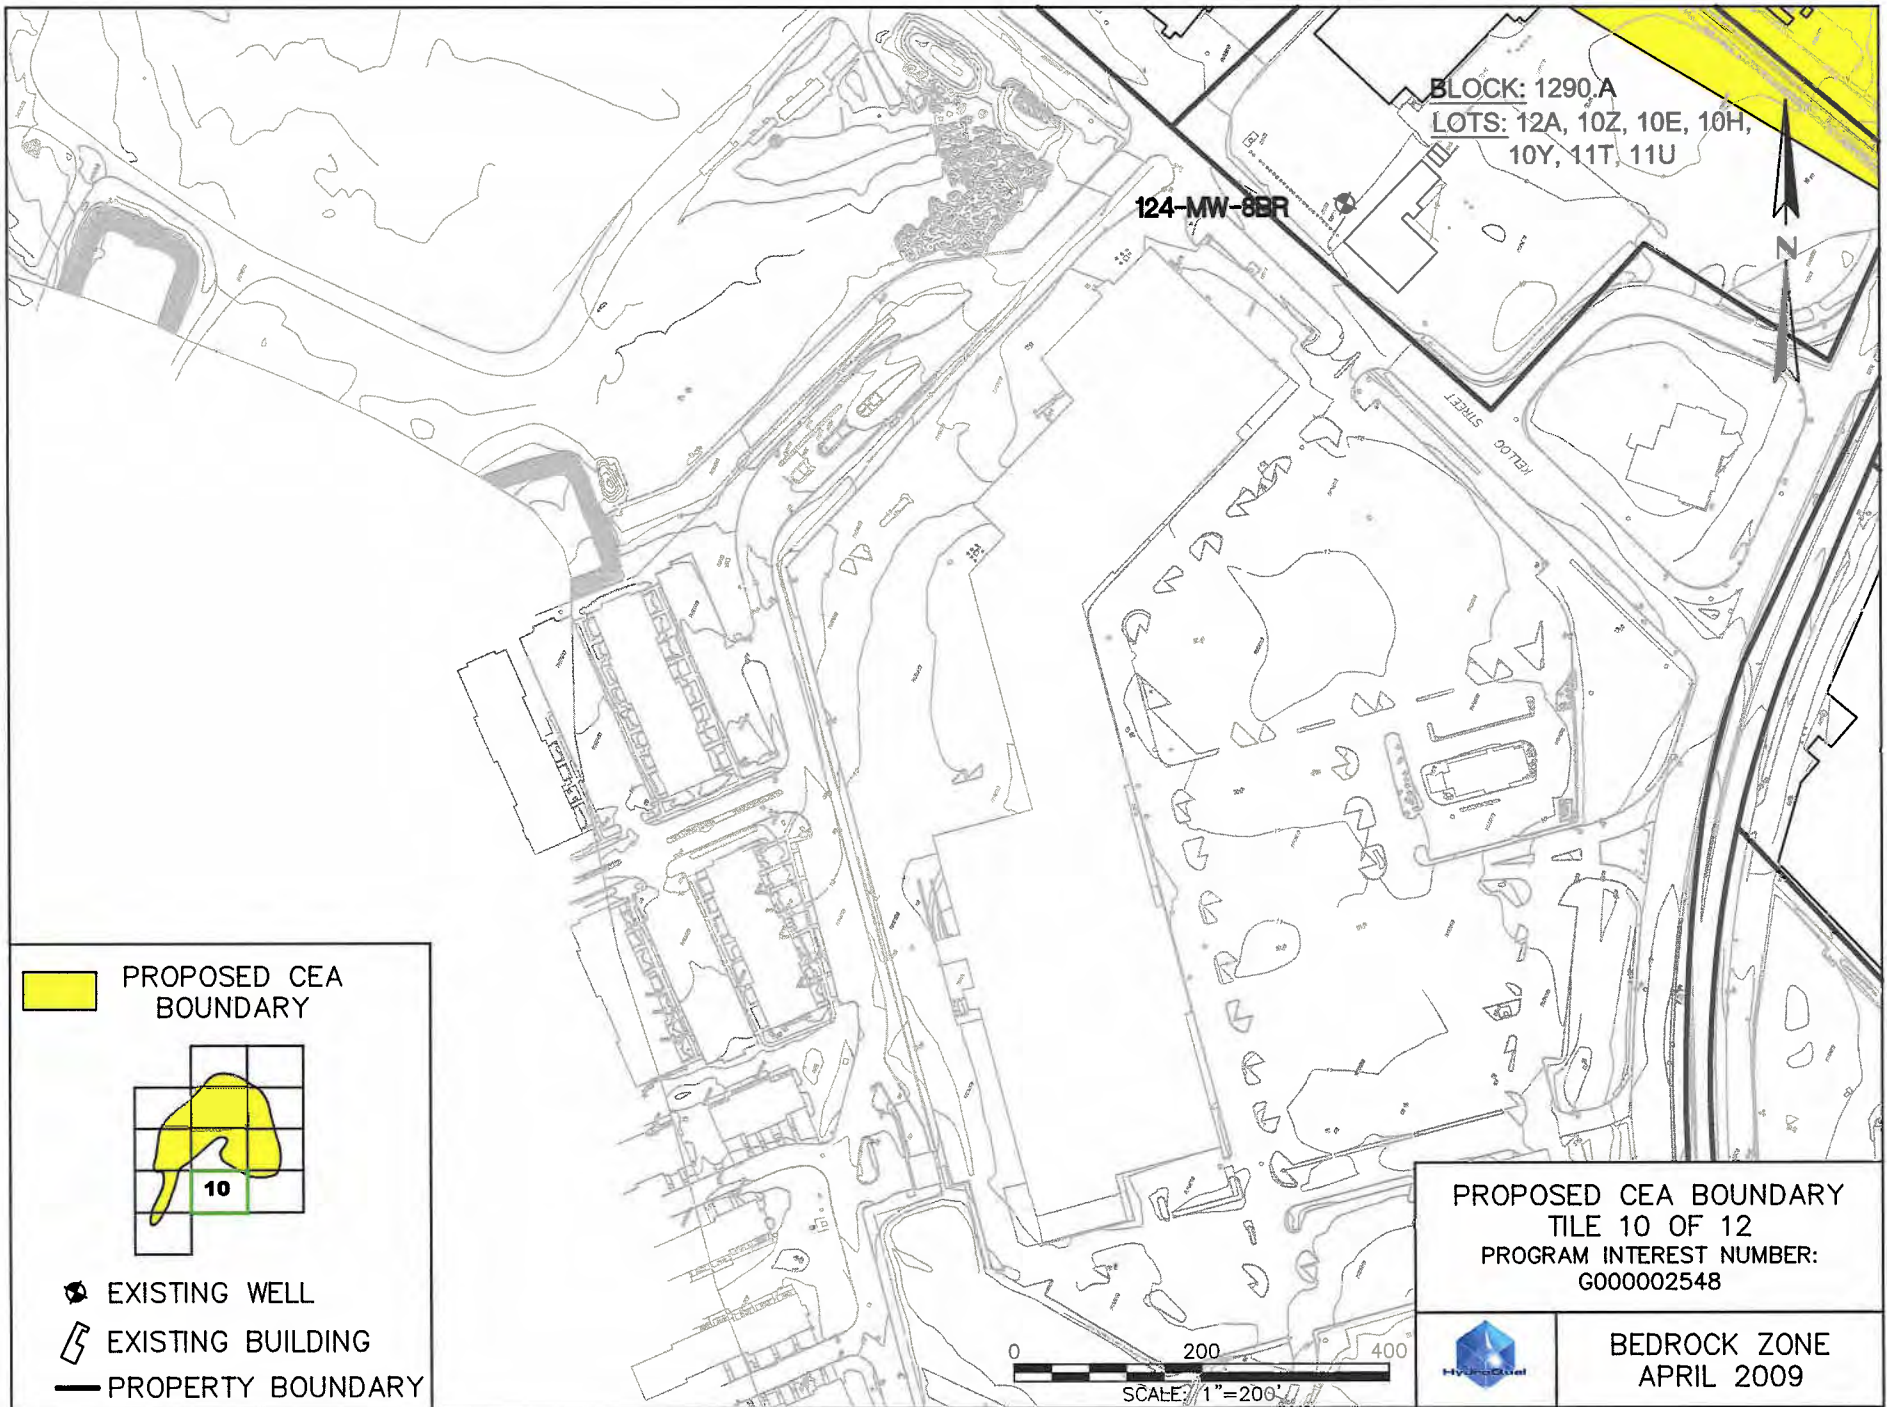 BLOCK: 1290.A
LOTS: 12A, 10Z, 10E, 10H,
10Y, 11T, 11U
124-MW-8BR
N
KELLOG STREET
PROPOSED CEA
BOUNDARY
10
EXISTING WELL
EXISTING BUILDING
PROPERTY BOUNDARY
0 200 400
SCALE: 1"=200'
PROPOSED CEA BOUNDARY
TILE 10 OF 12
PROGRAM INTEREST NUMBER:
G000002548
HydroQual
BEDROCK ZONE
APRIL 2009